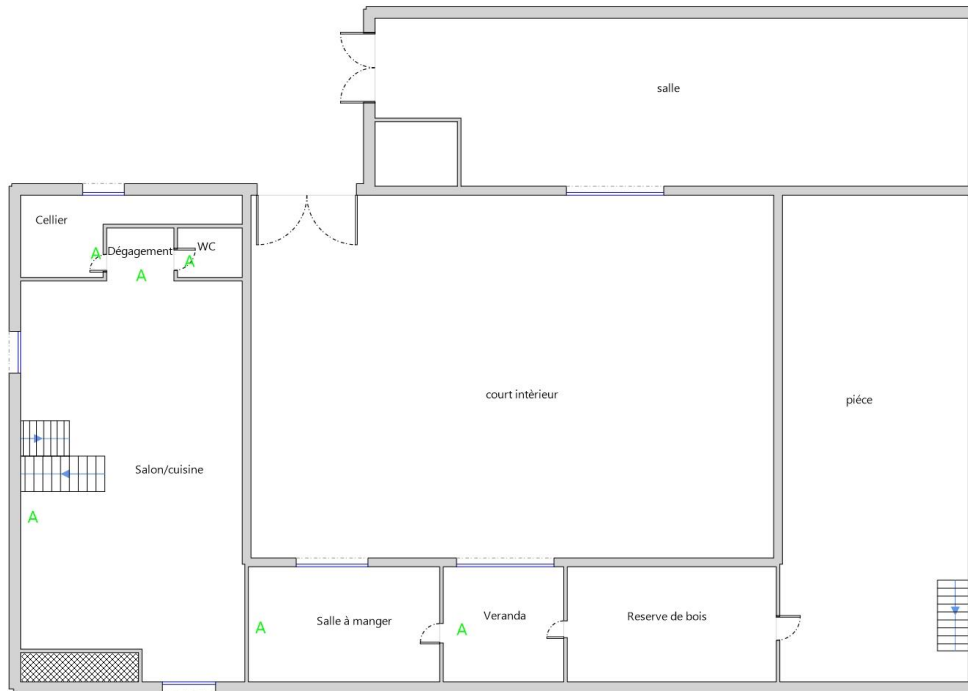 salle
Cellier
A
Dégagement
WC
A
A
court intèrieur
piéce
Salon/cuisine
A
A
Salle à manger
A
Veranda
Reserve de bois